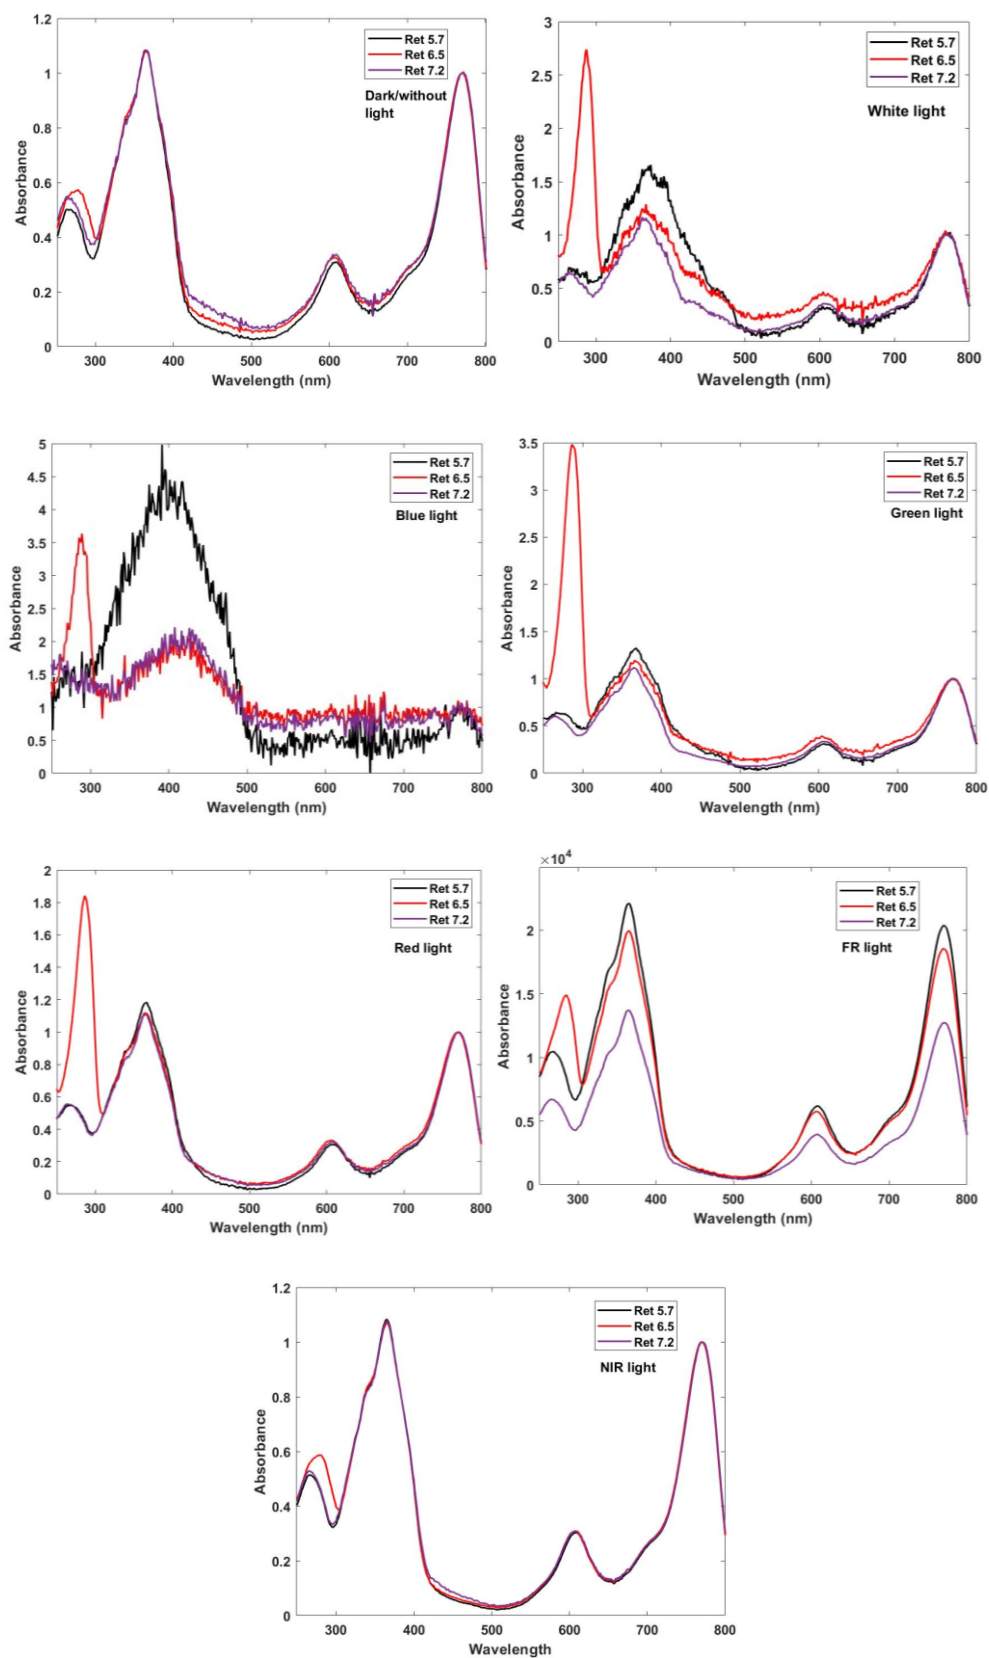 1.2
1
0.8
0.6
0.4
0.2
0
Absorbance
Ret 5.7
Ret 6.5
Ret 7.2
Dark/without
light
300 400 500 600 700 800
Wavelength (nm)
3
2.5
2
1.5
1
0.5
0
Absorbance
Ret 5.7
Ret 6.5
Ret 7.2
White light
300 400 500 600 700 800
Wavelength (nm)
5
4.5
4
3.5
3
2.5
2
1.5
1
0.5
0
Absorbance
Ret 5.7
Ret 6.5
Ret 7.2
Blue light
300 400 500 600 700 800
Wavelength (nm)
3.5
3
2.5
2
1.5
1
0.5
0
Absorbance
Ret 5.7
Ret 6.5
Ret 7.2
Green light
300 400 500 600 700 800
Wavelength (nm)
2
1.8
1.6
1.4
1.2
1
0.8
0.6
0.4
0.2
0
Absorbance
Ret 5.7
Ret 6.5
Ret 7.2
Red light
300 400 500 600 700 800
Wavelength (nm)
×10⁴
2
1.5
1
0.5
0
Absorbance
Ret 5.7
Ret 6.5
Ret 7.2
FR light
300 400 500 600 700 800
Wavelength (nm)
1.2
1
0.8
0.6
0.4
0.2
0
Absorbance
Ret 5.7
Ret 6.5
Ret 7.2
NIR light
300 400 500 600 700 800
Wavelength